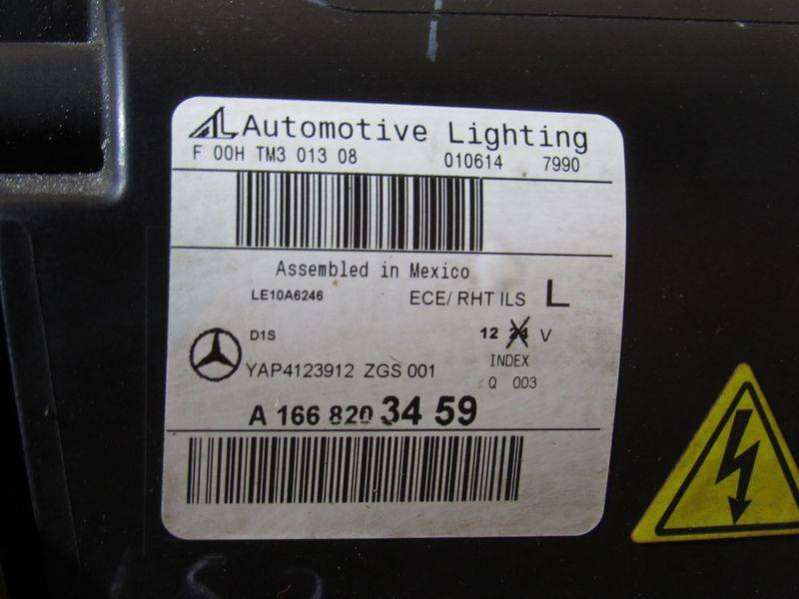 AL Automotive Lighting
F 00H TM3 013 08 010614 7990
Assembled in Mexico
LE10A6246 ECE/ RHT ILS L
D1S 12 24 V
INDEX
YAP4123912 ZGS 001
Q 003
A 166 820 34 59